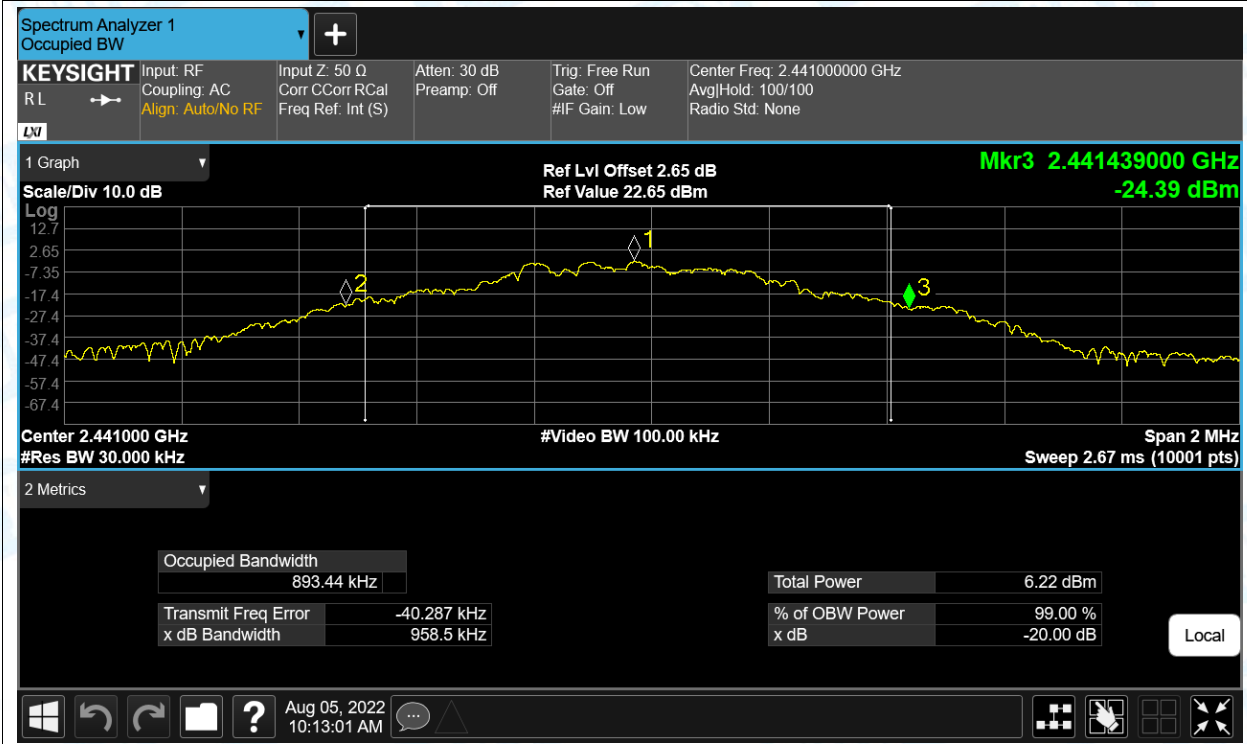 Spectrum Analyzer 1
Occupied BW
▼
+
KEYSIGHT Input: RF Input Z: 50 Ω Atten: 30 dB Trig: Free Run Center Freq: 2.441000000 GHz
R L Coupling: AC Corr CCorr RCal Preamp: Off Gate: Off Avg|Hold: 100/100
Align: Auto/No RF Freq Ref: Int (S) #IF Gain: Low Radio Std: None
LXI
1 Graph ▼ Ref Lvl Offset 2.65 dB Mkr3 2.441439000 GHz
Scale/Div 10.0 dB Ref Value 22.65 dBm -24.39 dBm
Log
12.7
2.65
-7.35
-17.4
-27.4
-37.4
-47.4
-57.4
-67.4
1
2
3
Center 2.441000 GHz #Video BW 100.00 kHz Span 2 MHz
#Res BW 30.000 kHz Sweep 2.67 ms (10001 pts)
2 Metrics ▼
Occupied Bandwidth
893.44 kHz Total Power 6.22 dBm
Transmit Freq Error -40.287 kHz % of OBW Power 99.00 %
x dB Bandwidth 958.5 kHz x dB -20.00 dB
Local
? Aug 05, 2022
10:13:01 AM